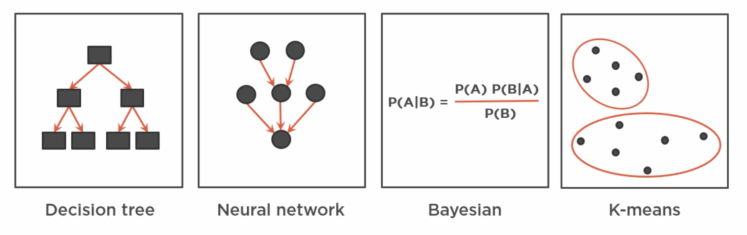 P(A|B) = P(A) P(B|A)
P(B)
Decision tree
Neural network
Bayesian
K-means